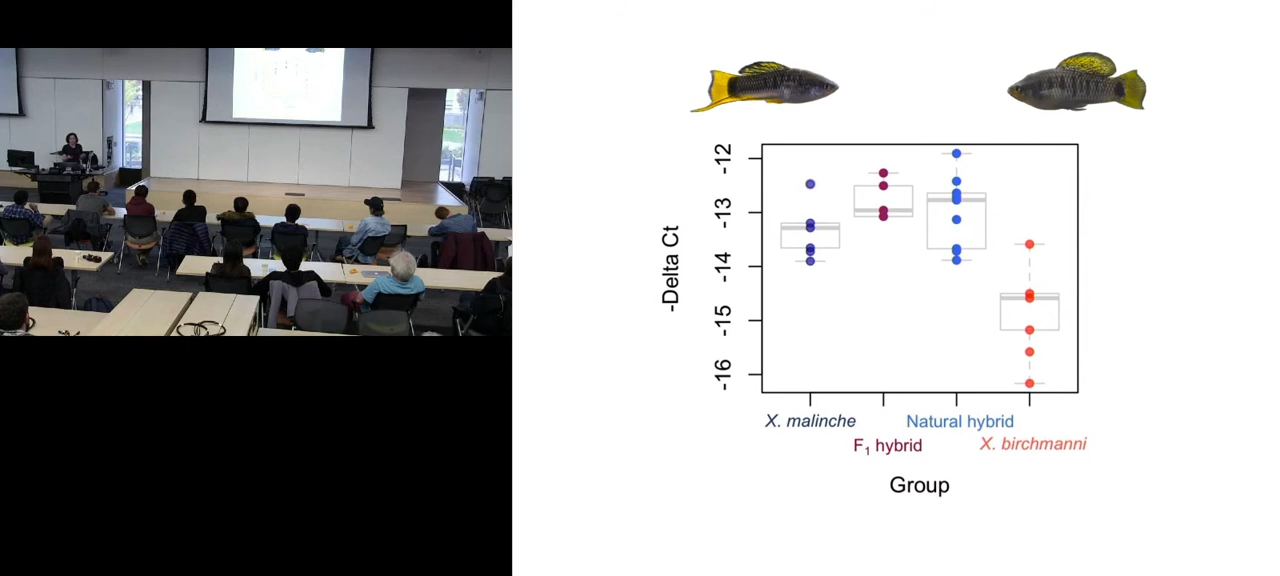 -Delta Ct
-12
-13
-14
-15
-16
X. malinche
Natural hybrid
F₁ hybrid
X. birchmanni
Group